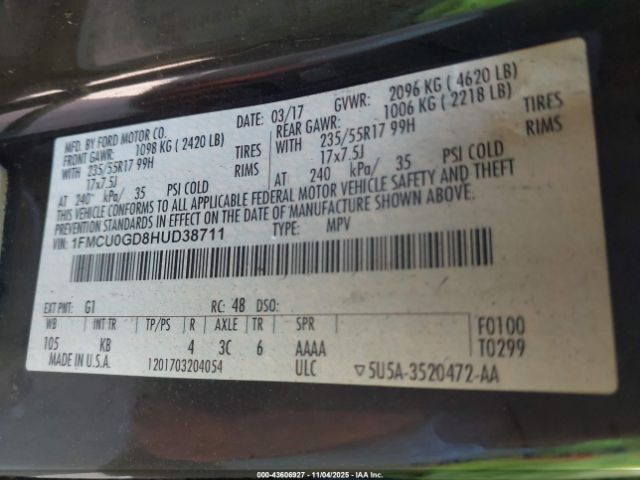 MFD. BY FORD MOTOR CO.
DATE: 03/17 GVWR: 2096 KG ( 4620 LB)
FRONT GAWR: 1098 KG ( 2420 LB)
REAR GAWR: 1006 KG ( 2218 LB)
WITH 235/55R17 99H TIRES
WITH 235/55R17 99H TIRES
17x7.5J RIMS
17x7.5J RIMS
AT 240 kPa/ 35 PSI COLD
AT 240 kPa/ 35 PSI COLD
THIS VEHICLE CONFORMS TO ALL APPLICABLE FEDERAL MOTOR VEHICLE SAFETY AND THEFT
PREVENTION STANDARDS IN EFFECT ON THE DATE OF MANUFACTURE SHOWN ABOVE.
VIN: 1FMCU0GD8HUD38711
TYPE: MPV
EXT PNT: G1 RC: 48 DSO:
WB INT TR TP/PS R AXLE TR SPR F0100
105 KB 4 3C 6 AAAA T0299
MADE IN U.S.A. 1201703204054 ULC ▽5U5A-3520472-AA
000-43606927 - 11/04/2025 - IAA Inc.